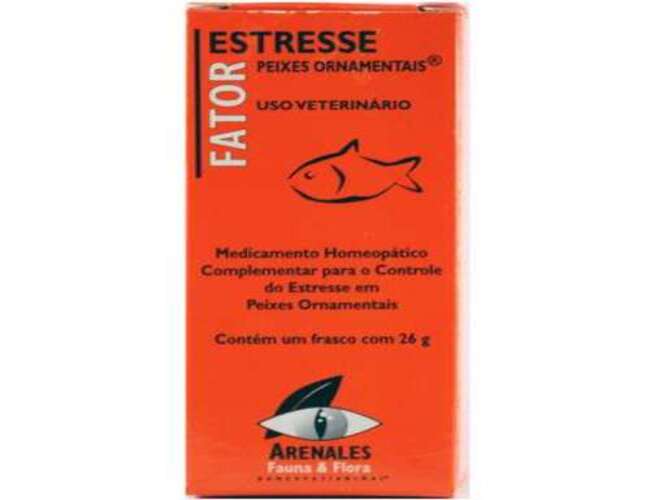 FATOR
ESTRESSE
PEIXES ORNAMENTAIS®
USO VETERINÁRIO
Medicamento Homeopático
Complementar para o Controle
do Estresse em
Peixes Ornamentais
Contém um frasco com 26 g
ARENALES
Fauna & Flora